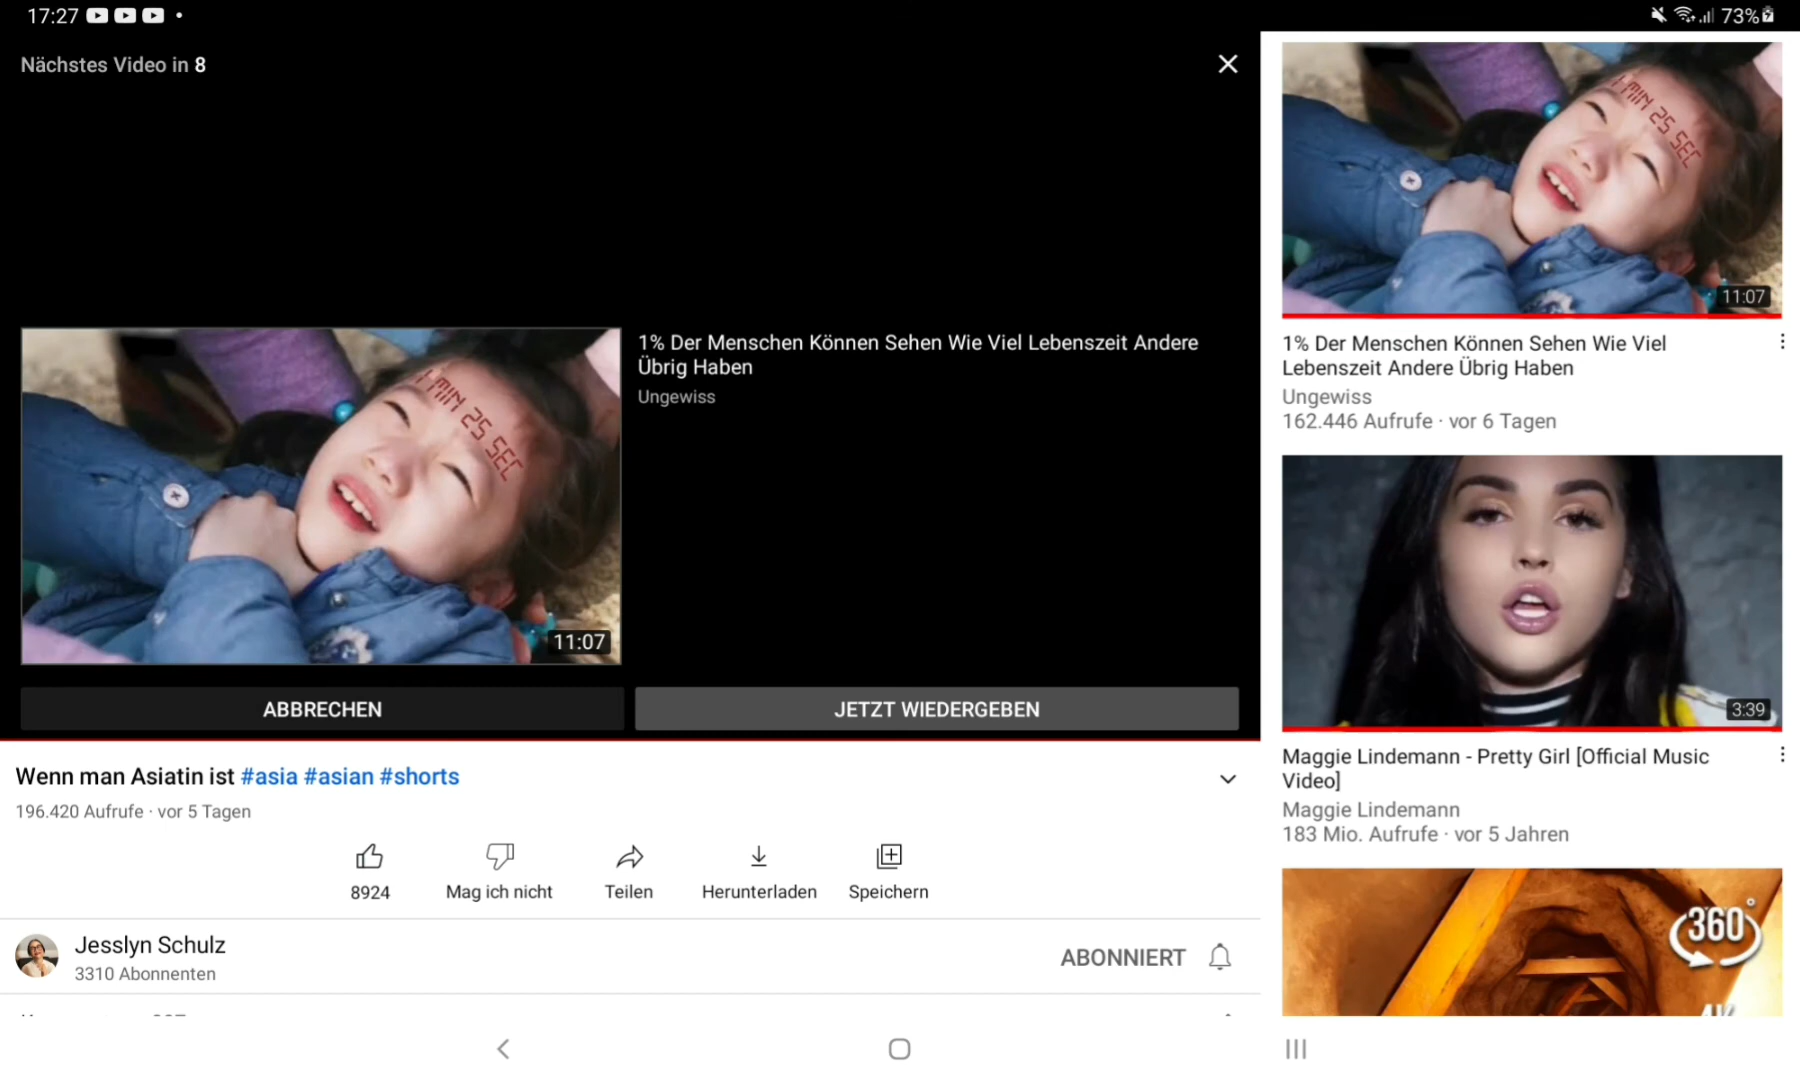 17:27
73%
Nächstes Video in 8
1 MIN 25 SEC
11:07
1% Der Menschen Können Sehen Wie Viel Lebenszeit Andere
Übrig Haben
Ungewiss
ABBRECHEN
JETZT WIEDERGEBEN
Wenn man Asiatin ist #asia #asian #shorts
196.420 Aufrufe · vor 5 Tagen
8924
Mag ich nicht
Teilen
Herunterladen
Speichern
Jesslyn Schulz
3310 Abonnenten
ABONNIERT
1 MIN 25 SEC
11:07
1% Der Menschen Können Sehen Wie Viel
Lebenszeit Andere Übrig Haben
Ungewiss
162.446 Aufrufe · vor 6 Tagen
3:39
Maggie Lindemann - Pretty Girl [Official Music
Video]
Maggie Lindemann
183 Mio. Aufrufe · vor 5 Jahren
360°